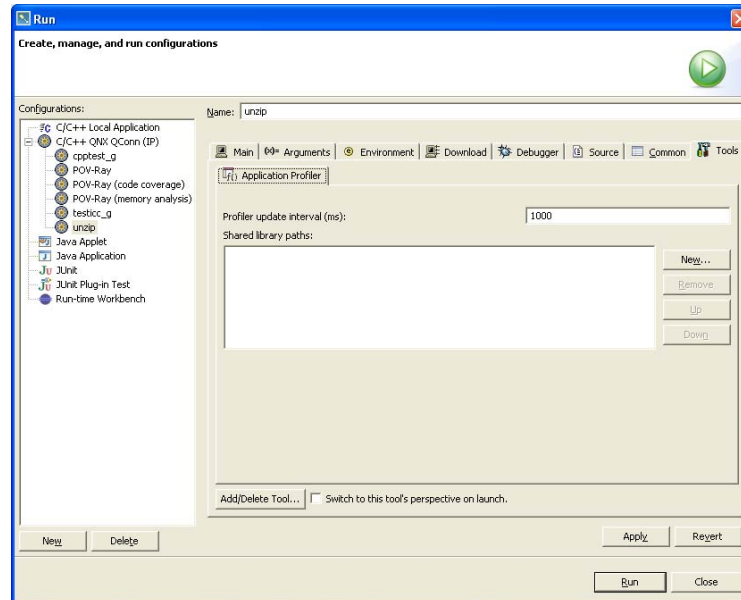 Run
Create, manage, and run configurations
Configurations:
C/C++ Local Application
C/C++ QNX QConn (IP)
cpptest_g
POV-Ray
POV-Ray (code coverage)
POV-Ray (memory analysis)
testicc_g
unzip
Java Applet
Java Application
JUnit
JUnit Plug-in Test
Run-time Workbench
New Delete
Name: unzip
Main Arguments Environment Download Debugger Source Common Tools
Application Profiler
Profiler update interval (ms): 1000
Shared library paths:
New...
Remove
Up
Down
Add/Delete Tool... Switch to this tool's perspective on launch.
Apply Revert
Run Close